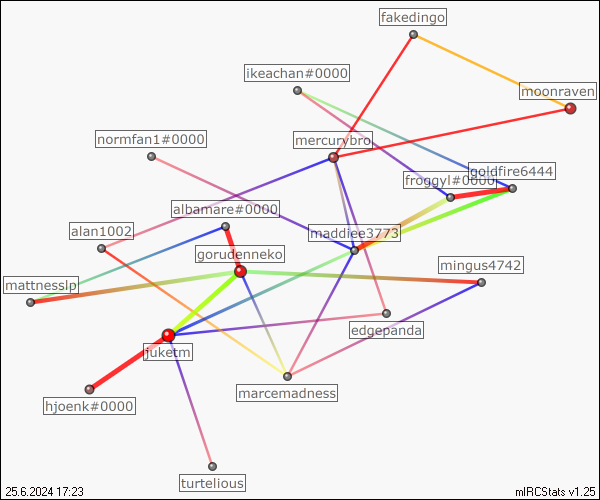 fakedingo
ikeachan#0000
moonraven
normfan1#0000
mercurybro
goldfire6444
froggyl#0000
albamare#0000
alan1002
maddiee3773
gorudenneko
mingus4742
mattnesslp
edgepanda
juketm
marcemadness
hjoenk#0000
turtelious
25.6.2024 17:23
mIRCStats v1.25